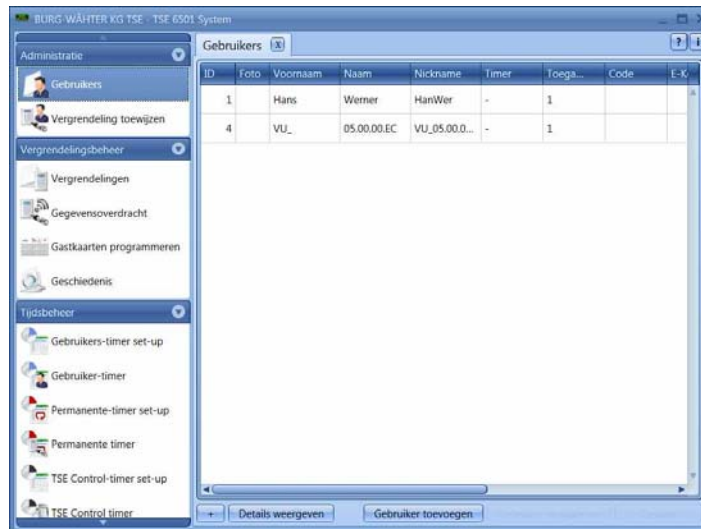 BURG-WÄHTER KG TSE - TSE 6501 System
Administratie
Gebruikers
Vergrendeling toewijzen
Vergrendelingsbeheer
Vergrendelingen
Gegevensoverdracht
Gastkaarten programmeren
Geschiedenis
Tijdsbeheer
Gebruikers-timer set-up
Gebruiker-timer
Permanente-timer set-up
Permanente timer
TSE Control-timer set-up
TSE Control timer
Gebruikers x ? i
ID Foto Voornaam Naam Nickname Timer Toega... Code E-K
1 Hans Werner HanWer - 1
4 VU_ 05.00.00.EC VU_05.00.0... - 1
+ Details weergeven Gebruiker toevoegen